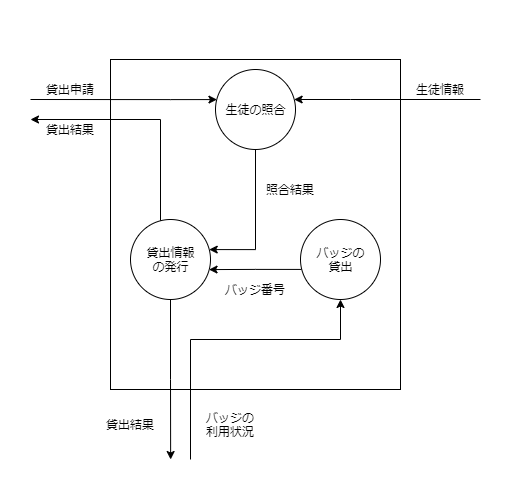 貸出申請
生徒情報
生徒の照合
貸出結果
照合結果
貸出情報
の発行
バッジの
貸出
バッジ番号
貸出結果
バッジの
利用状況